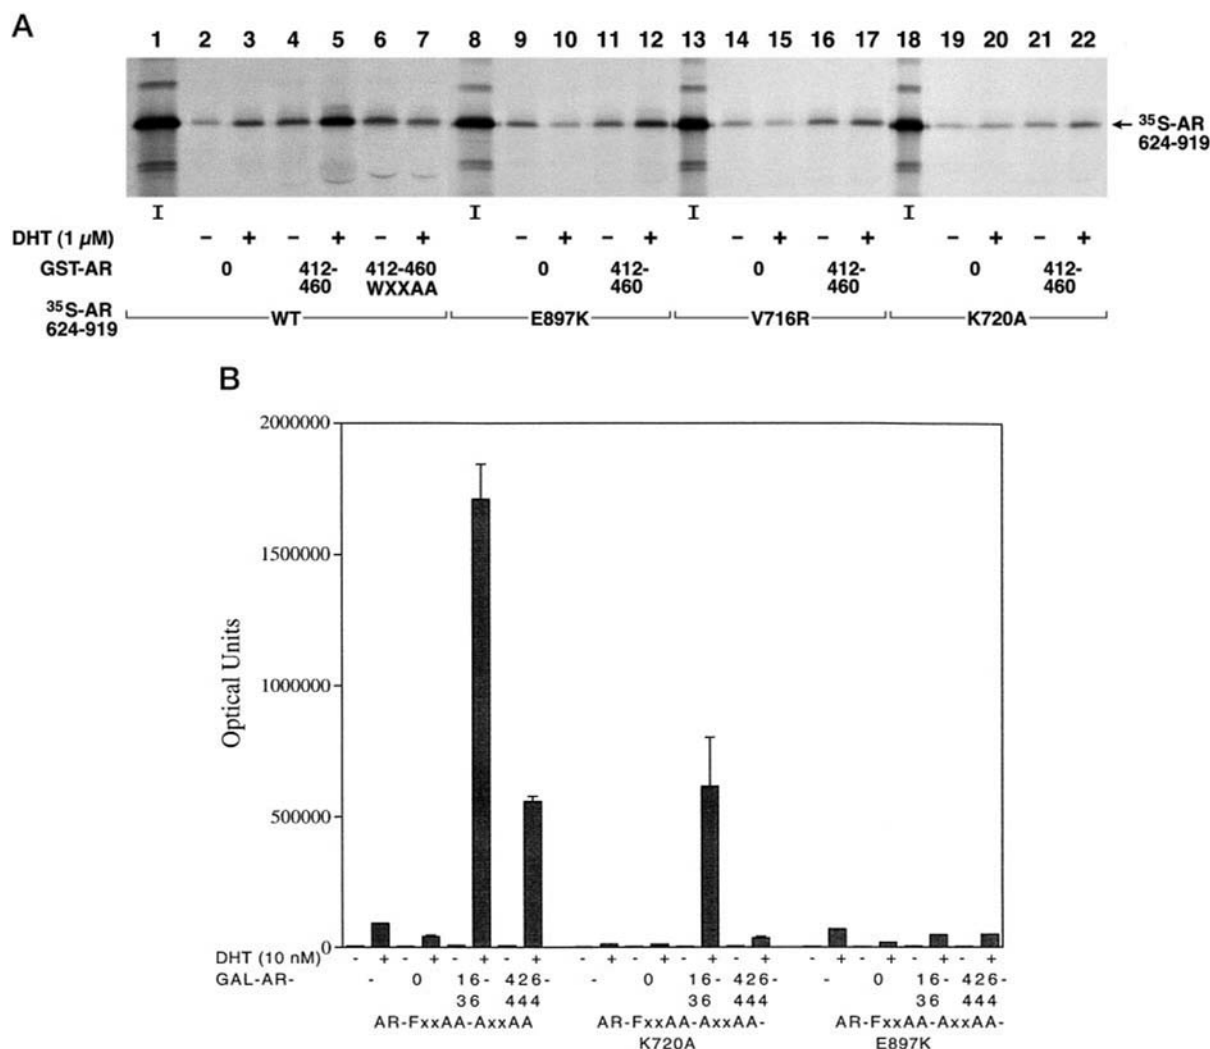 A
1 2 3 4 5 6 7 8 9 10 11 12 13 14 15 16 17 18 19 20 21 22
³⁵S-AR
624-919
I I I I
DHT (1 µM) – + – + – + – + – + – + – + – + – +
GST-AR 0 412- 412-460 0 412- 0 412- 0 412-
460 WXXAA 460 460 460
³⁵S-AR
624-919
WT E897K V716R K720A
B
2000000
1500000
1000000
500000
0
Optical Units
DHT (10 nM) - + - + - + - + - + - + - + - + - + - + - + - +
GAL-AR- - 0 16- 426- - 0 16- 426- - 0 16- 426-
36 444 36 444 36 444
AR-FxxAA-AxxAA AR-FxxAA-AxxAA- AR-FxxAA-AxxAA-
K720A E897K